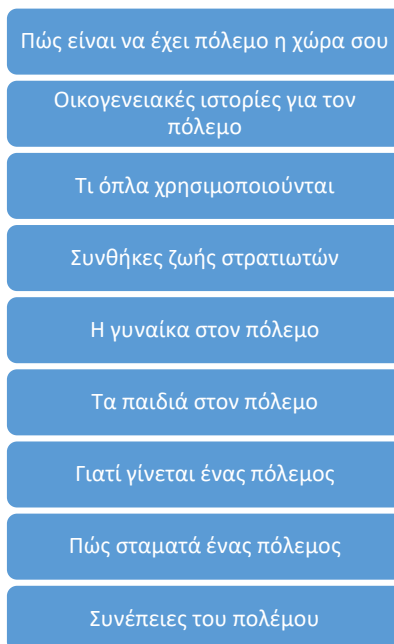 Πώς είναι να έχει πόλεμο η χώρα σου
Οικογενειακές ιστορίες για τον
πόλεμο
Τι όπλα χρησιμοποιούνται
Συνθήκες ζωής στρατιωτών
Η γυναίκα στον πόλεμο
Τα παιδιά στον πόλεμο
Γιατί γίνεται ένας πόλεμος
Πώς σταματά ένας πόλεμος
Συνέπειες του πολέμου